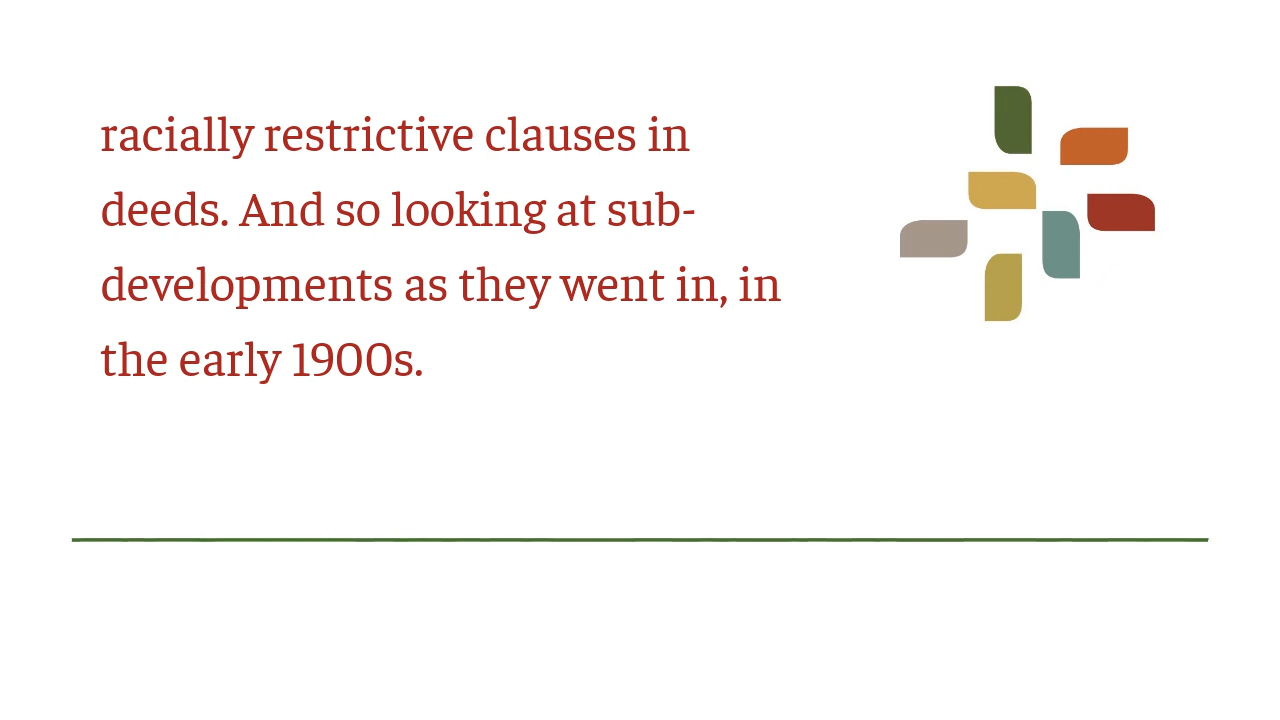 racially restrictive clauses in
deeds. And so looking at sub-
developments as they went in, in
the early 1900s.